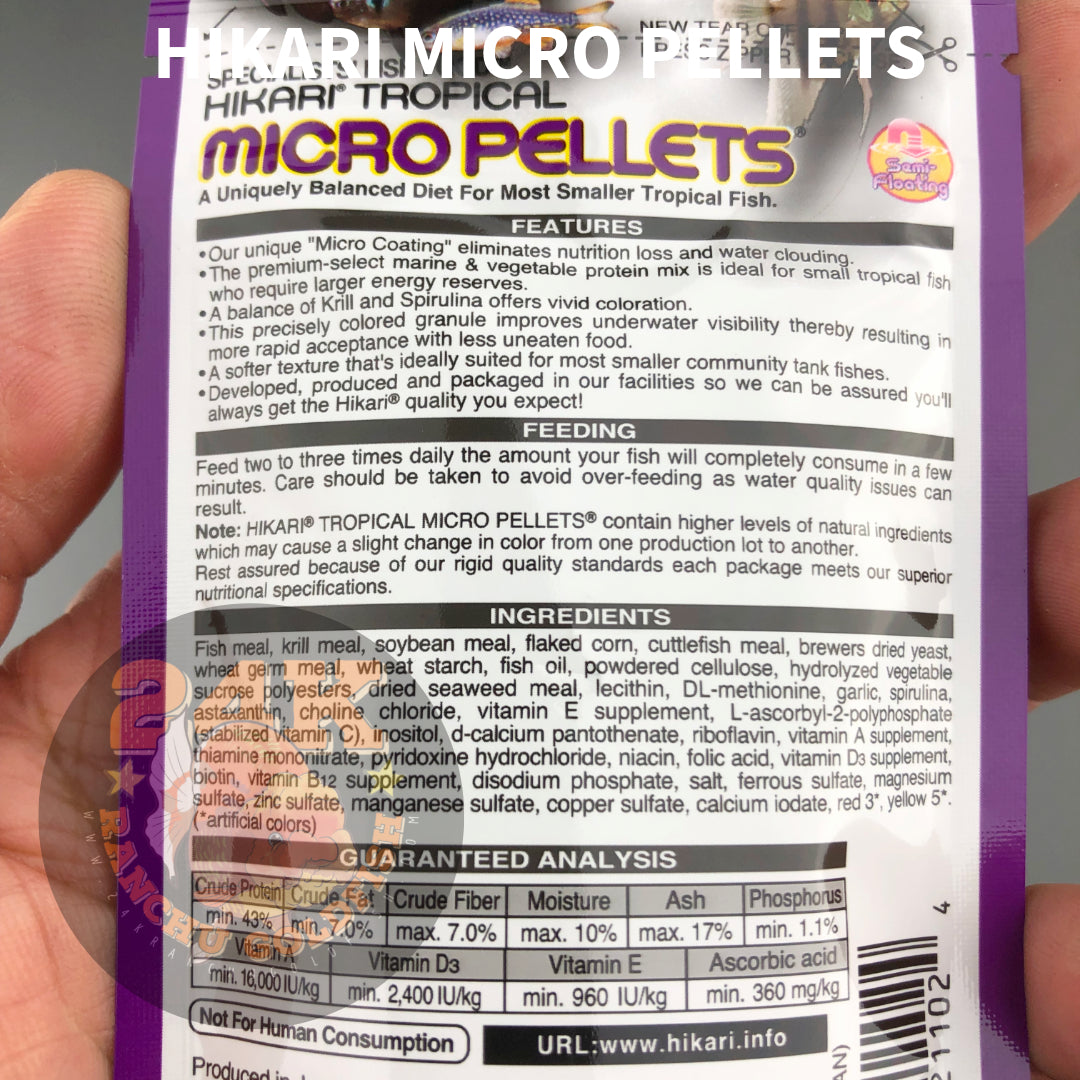 HIKARI MICRO PELLETS
NEW TEAR OFF
HIKARI® TROPICAL
MICRO PELLETS®
Semi-
Floating
A Uniquely Balanced Diet For Most Smaller Tropical Fish.
FEATURES
•Our unique "Micro Coating" eliminates nutrition loss and water clouding.
•The premium-select marine & vegetable protein mix is ideal for small tropical fish
who require larger energy reserves.
•A balance of Krill and Spirulina offers vivid coloration.
•This precisely colored granule improves underwater visibility thereby resulting in
more rapid acceptance with less uneaten food.
•A softer texture that's ideally suited for most smaller community tank fishes.
•Developed, produced and packaged in our facilities so we can be assured you'll
always get the Hikari® quality you expect!
FEEDING
Feed two to three times daily the amount your fish will completely consume in a few
minutes. Care should be taken to avoid over-feeding as water quality issues can
result.
Note: HIKARI® TROPICAL MICRO PELLETS® contain higher levels of natural ingredients
which may cause a slight change in color from one production lot to another.
Rest assured because of our rigid quality standards each package meets our superior
nutritional specifications.
INGREDIENTS
Fish meal, krill meal, soybean meal, flaked corn, cuttlefish meal, brewers dried yeast,
wheat germ meal, wheat starch, fish oil, powdered cellulose, hydrolyzed vegetable
sucrose polyesters, dried seaweed meal, lecithin, DL-methionine, garlic, spirulina,
astaxanthin, choline chloride, vitamin E supplement, L-ascorbyl-2-polyphosphate
(stabilized vitamin C), inositol, d-calcium pantothenate, riboflavin, vitamin A supplement,
thiamine mononitrate, pyridoxine hydrochloride, niacin, folic acid, vitamin D3 supplement,
biotin, vitamin B12 supplement, disodium phosphate, salt, ferrous sulfate, magnesium
sulfate, zinc sulfate, manganese sulfate, copper sulfate, calcium iodate, red 3*, yellow 5*.
(*artificial colors)
24K
RANCHU GOLDFISH
GUARANTEED ANALYSIS
Crude Protein Crude Fat Crude Fiber Moisture Ash Phosphorus
min. 43% min. max. 7.0% max. 10% max. 17% min. 1.1%
Vitamin A Vitamin D3 Vitamin E Ascorbic acid
min. 16,000 IU/kg min. 2,400 IU/kg min. 960 IU/kg min. 360 mg/kg
Not For Human Consumption
URL:www.hikari.info
Produced in
4
21102